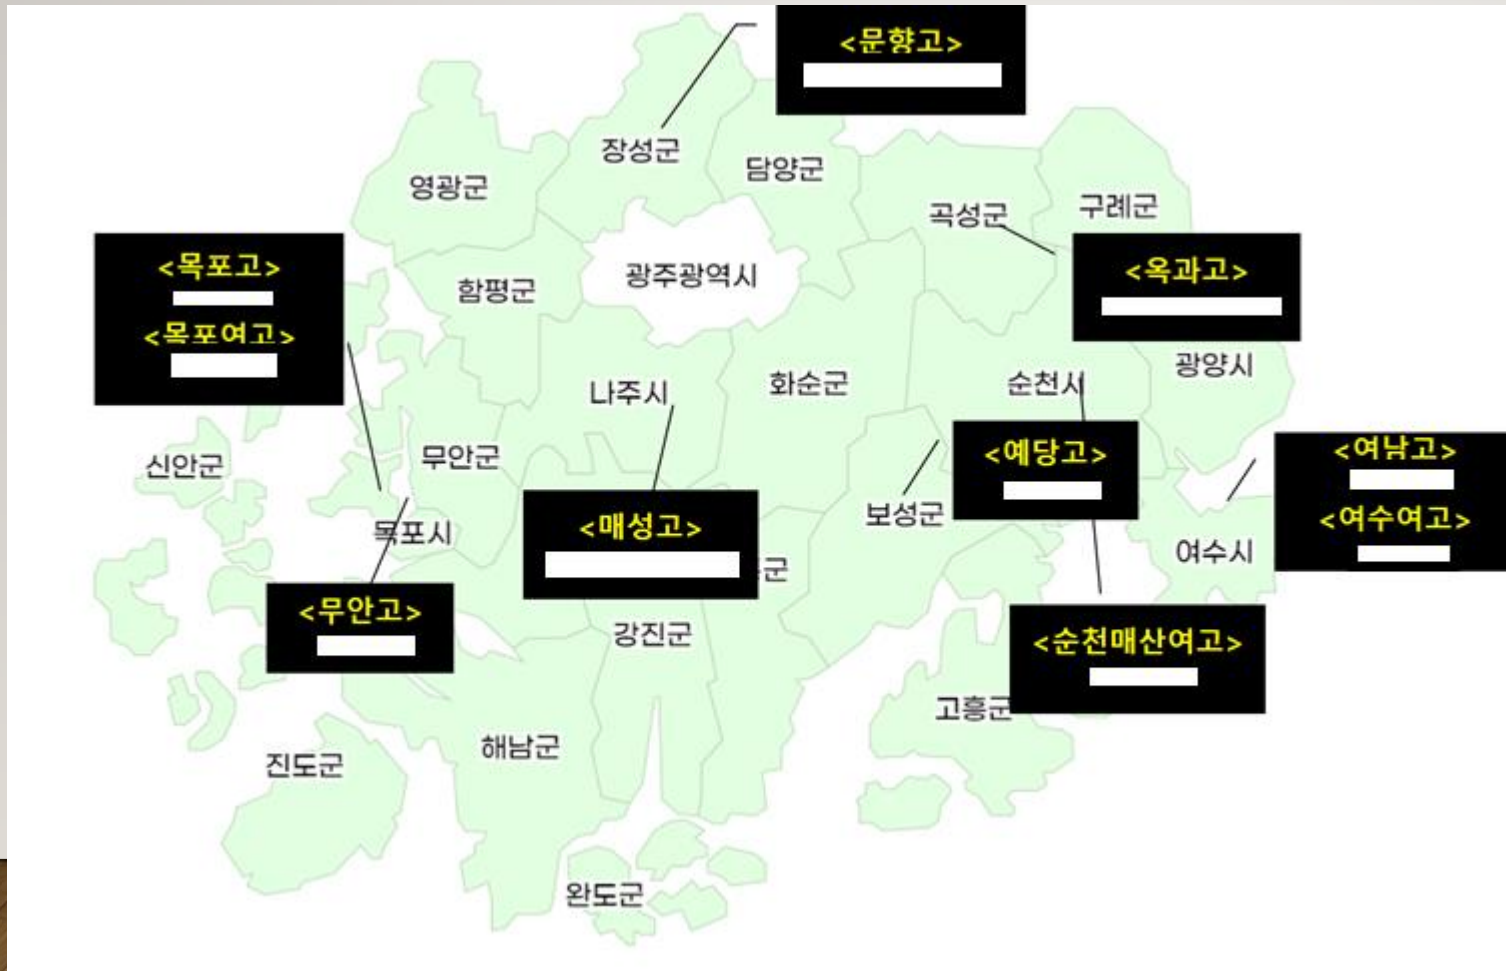 <문향고>
장성군
담양군
영광군
곡성군
구례군
<목포고>
<목포여고>
함평군
광주광역시
<옥과고>
나주시
화순군
순천시
광양시
신안군
무안군
<예당고>
<여남고>
<여수여고>
보성군
목포시
<매성고>
군
여수시
<무안고>
강진군
<순천매산여고>
고흥군
진도군
해남군
완도군